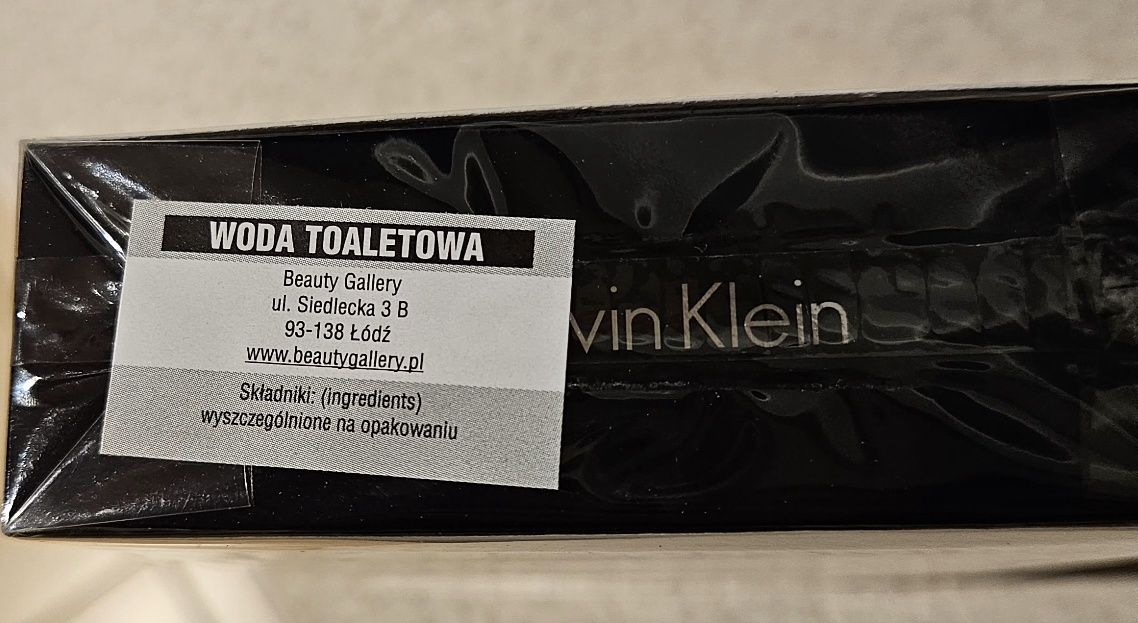 WODA TOALETOWA
Beauty Gallery
ul. Siedlecka 3 B
93-138 Łódź
www.beautygallery.pl
Składniki: (ingredients)
wyszczególnione na opakowaniu
vin Klein